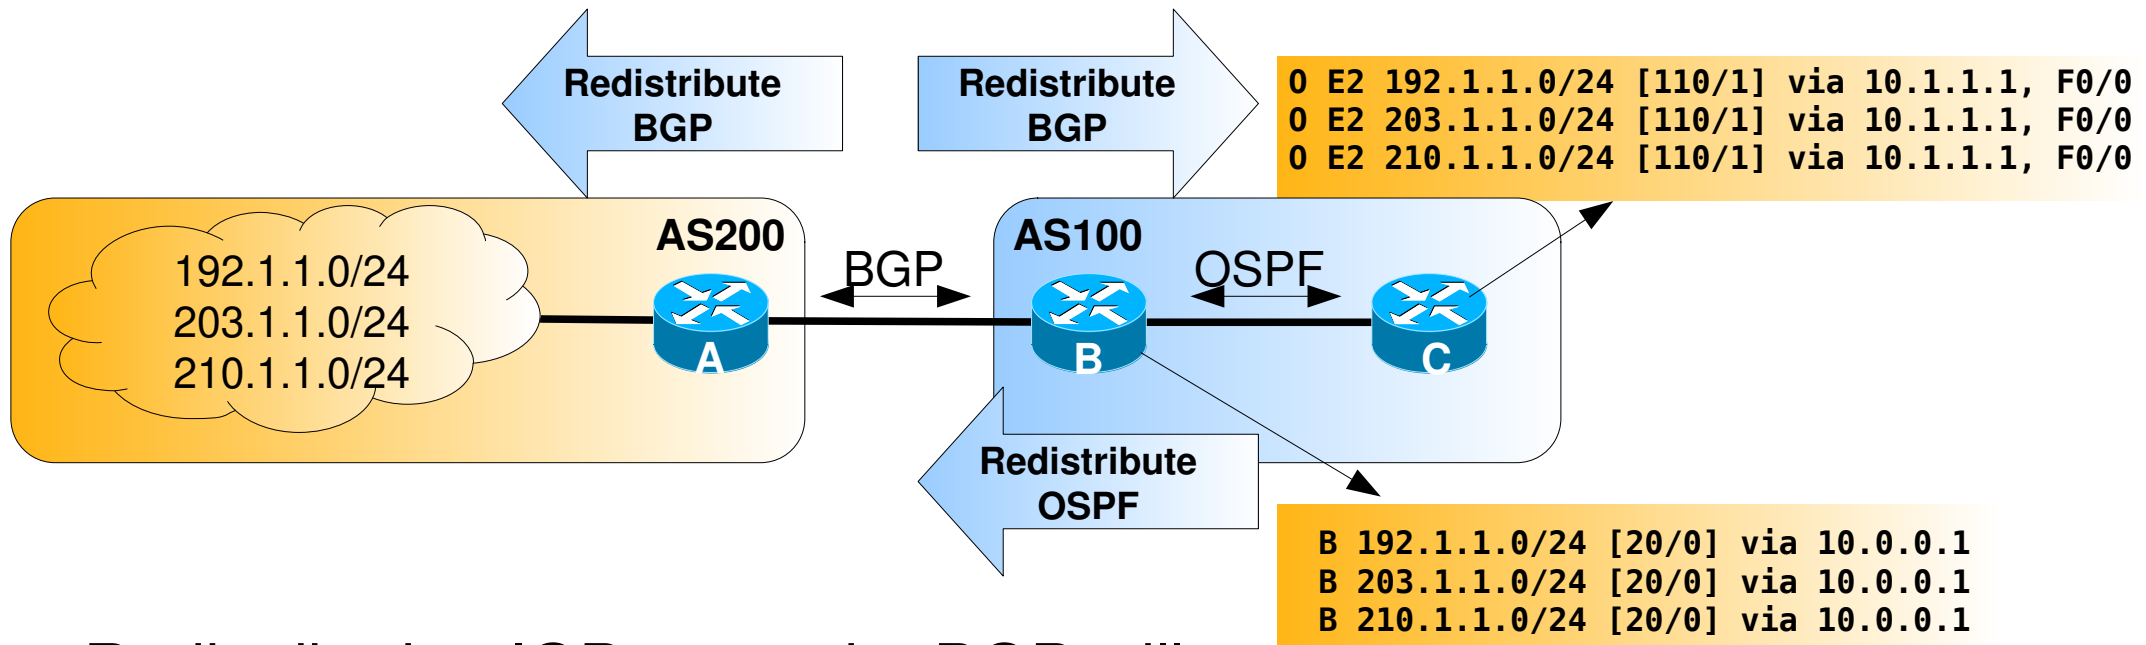 Redistribute
BGP
Redistribute
BGP
O E2 192.1.1.0/24 [110/1] via 10.1.1.1, F0/0
O E2 203.1.1.0/24 [110/1] via 10.1.1.1, F0/0
O E2 210.1.1.0/24 [110/1] via 10.1.1.1, F0/0
AS200
AS100
192.1.1.0/24
203.1.1.0/24
210.1.1.0/24
BGP
OSPF
A
B
C
Redistribute
OSPF
B 192.1.1.0/24 [20/0] via 10.0.0.1
B 203.1.1.0/24 [20/0] via 10.0.0.1
B 210.1.1.0/24 [20/0] via 10.0.0.1